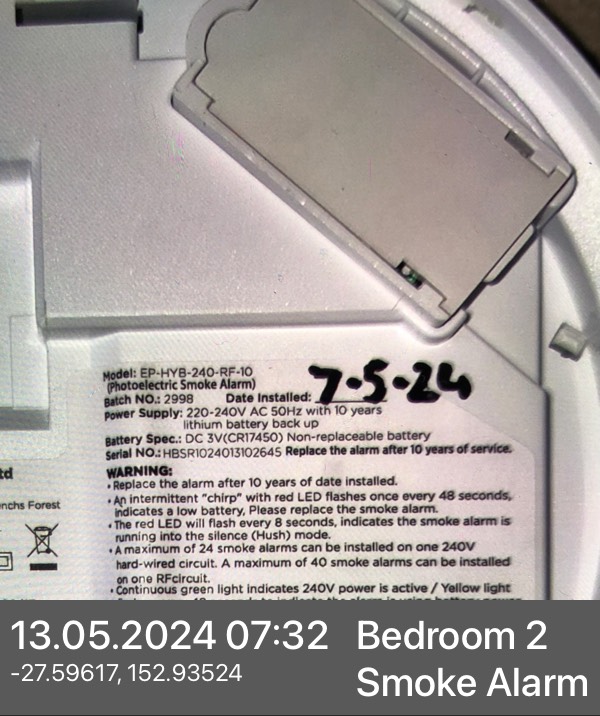 Model: EP-HYB-240-RF-10
(Photoelectric Smoke Alarm)
Batch NO.: 2998 Date Installed: 7-5-24
Power Supply: 220-240V AC 50Hz with 10 years
lithium battery back up
Battery Spec.: DC 3V(CR17450) Non-replaceable battery
Serial NO.: HBSR1024013102645 Replace the alarm after 10 years of service.
WARNING:
• Replace the alarm after 10 years of date installed.
• An intermittent "chirp" with red LED flashes once every 48 seconds,
indicates a low battery, Please replace the smoke alarm.
• The red LED will flash every 8 seconds, indicates the smoke alarm is
running into the silence (Hush) mode.
• A maximum of 24 smoke alarms can be installed on one 240V
hard-wired circuit. A maximum of 40 smoke alarms can be installed
on one RFcircuit.
• Continuous green light indicates 240V power is active / Yellow light
td
nchs Forest
13.05.2024 07:32
-27.59617, 152.93524
Bedroom 2
Smoke Alarm